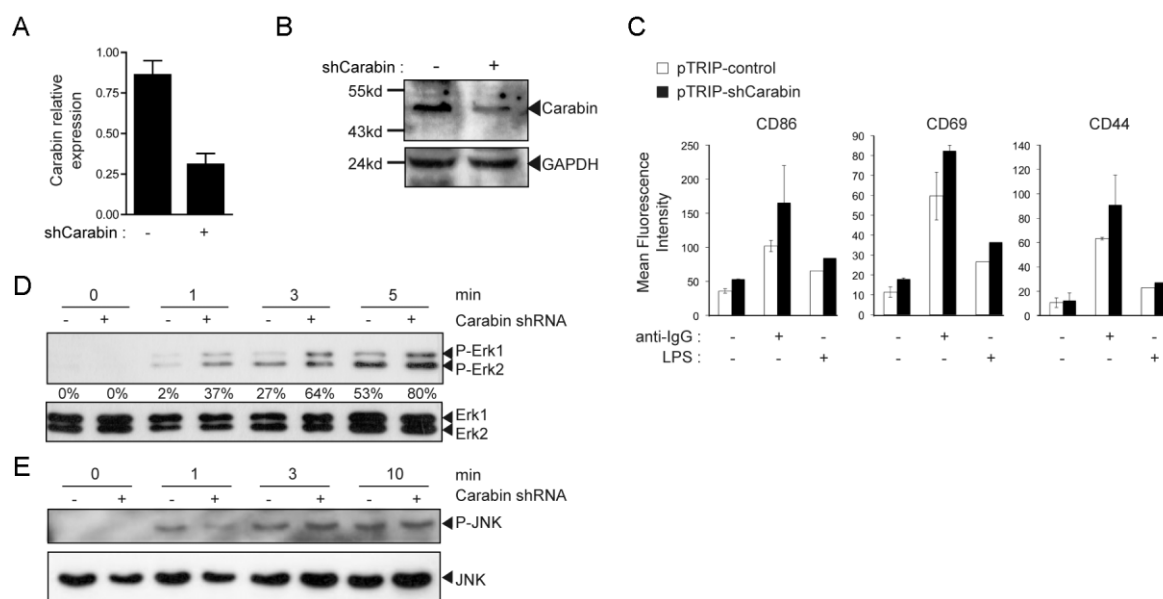 A
Carabin relative
expression
1.00
0.75
0.50
0.25
0.00
shCarabin : - +
B
shCarabin : - +
55kd
43kd
24kd
Carabin
GAPDH
C
pTRIP-control
pTRIP-shCarabin
CD86 CD69 CD44
Mean Fluorescence
Intensity
250
200
150
100
50
0
90
80
70
60
50
40
30
20
10
0
140
120
100
80
60
40
20
0
anti-IgG : - + - - + - - + -
LPS : - - + - - + - - +
D
0 1 3 5 min
- + - + - + - + Carabin shRNA
P-Erk1
P-Erk2
0% 0% 2% 37% 27% 64% 53% 80%
Erk1
Erk2
E
0 1 3 10 min
- + - + - + - + Carabin shRNA
P-JNK
JNK